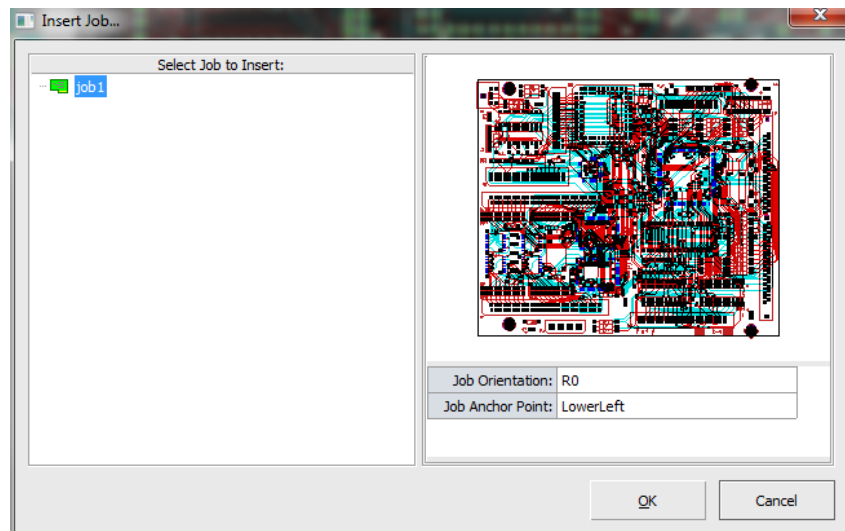 Insert Job...
Select Job to Insert:
job1
Job Orientation: R0
Job Anchor Point: LowerLeft
OK
Cancel